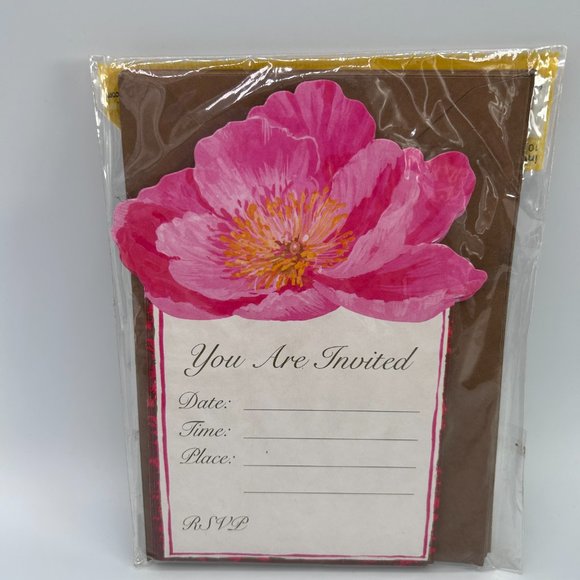 You Are Invited
Date:
Time:
Place:
RSVP